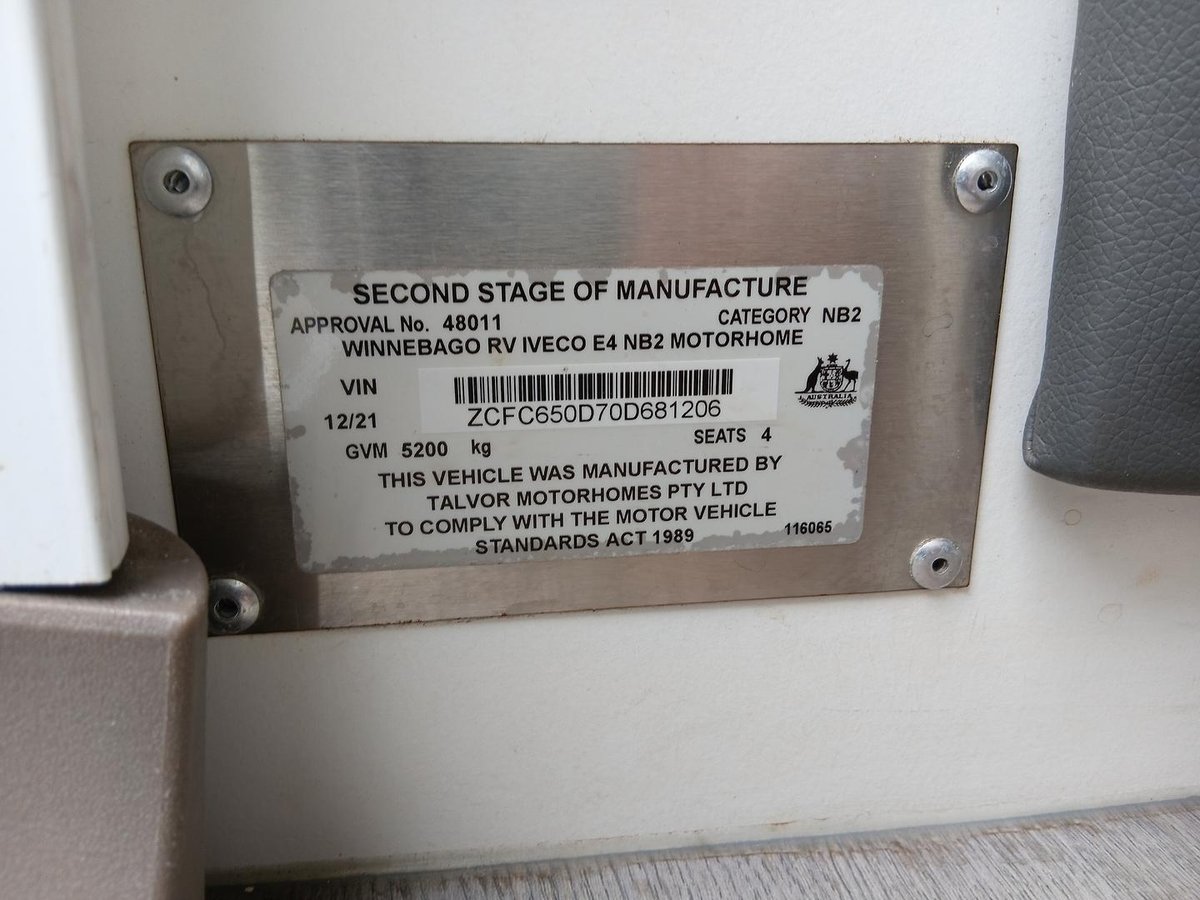 SECOND STAGE OF MANUFACTURE
APPROVAL No. 48011 CATEGORY NB2
WINNEBAGO RV IVECO E4 NB2 MOTORHOME
VIN
AUSTRALIA
12/21 ZCFC650D70D681206
GVM 5200 kg SEATS 4
THIS VEHICLE WAS MANUFACTURED BY
TALVOR MOTORHOMES PTY LTD
TO COMPLY WITH THE MOTOR VEHICLE
STANDARDS ACT 1989 116065